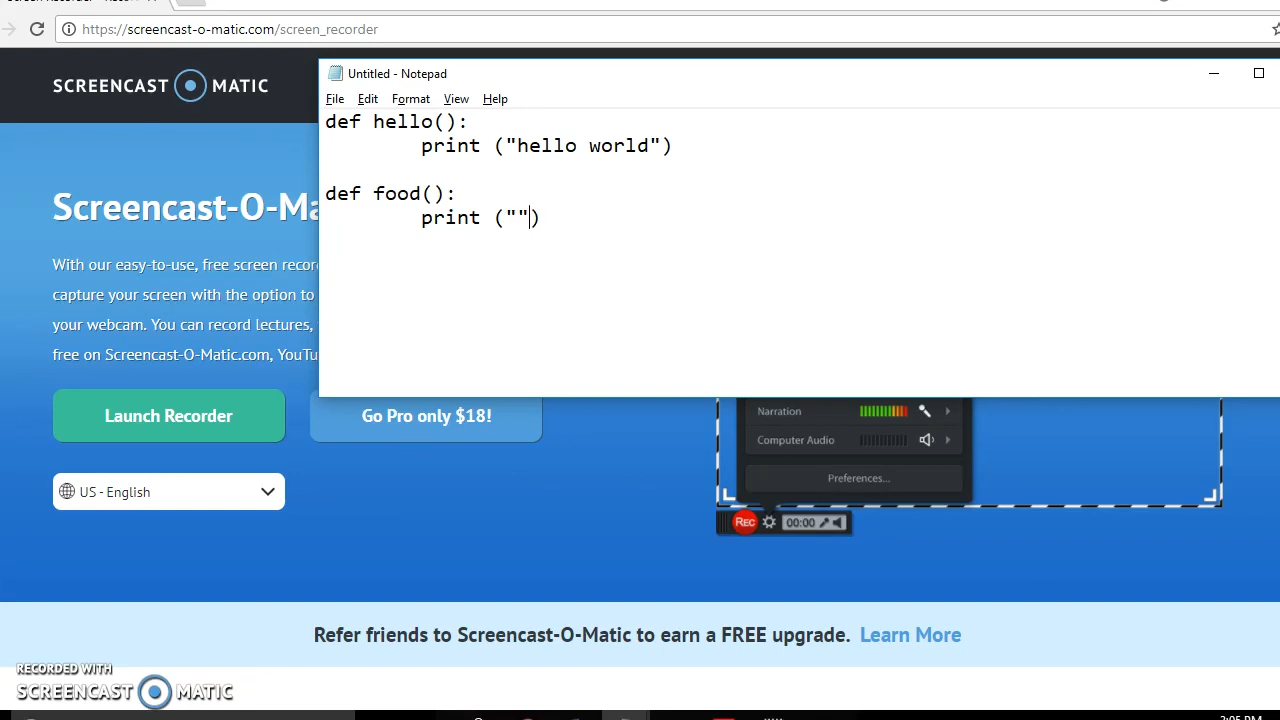 https://screencast-o-matic.com/screen_recorder
SCREENCAST MATIC
Untitled - Notepad
File Edit Format View Help
def hello():
print ("hello world")
def food():
print ("")
Screencast-O-Ma
With our easy-to-use, free screen recor
capture your screen with the option to
your webcam. You can record lectures,
free on Screencast-O-Matic.com, YouTu
Launch Recorder
Go Pro only $18!
US - English
Narration
Computer Audio
Preferences...
REC
00:00
Refer friends to Screencast-O-Matic to earn a FREE upgrade. Learn More
RECORDED WITH
SCREENCAST MATIC